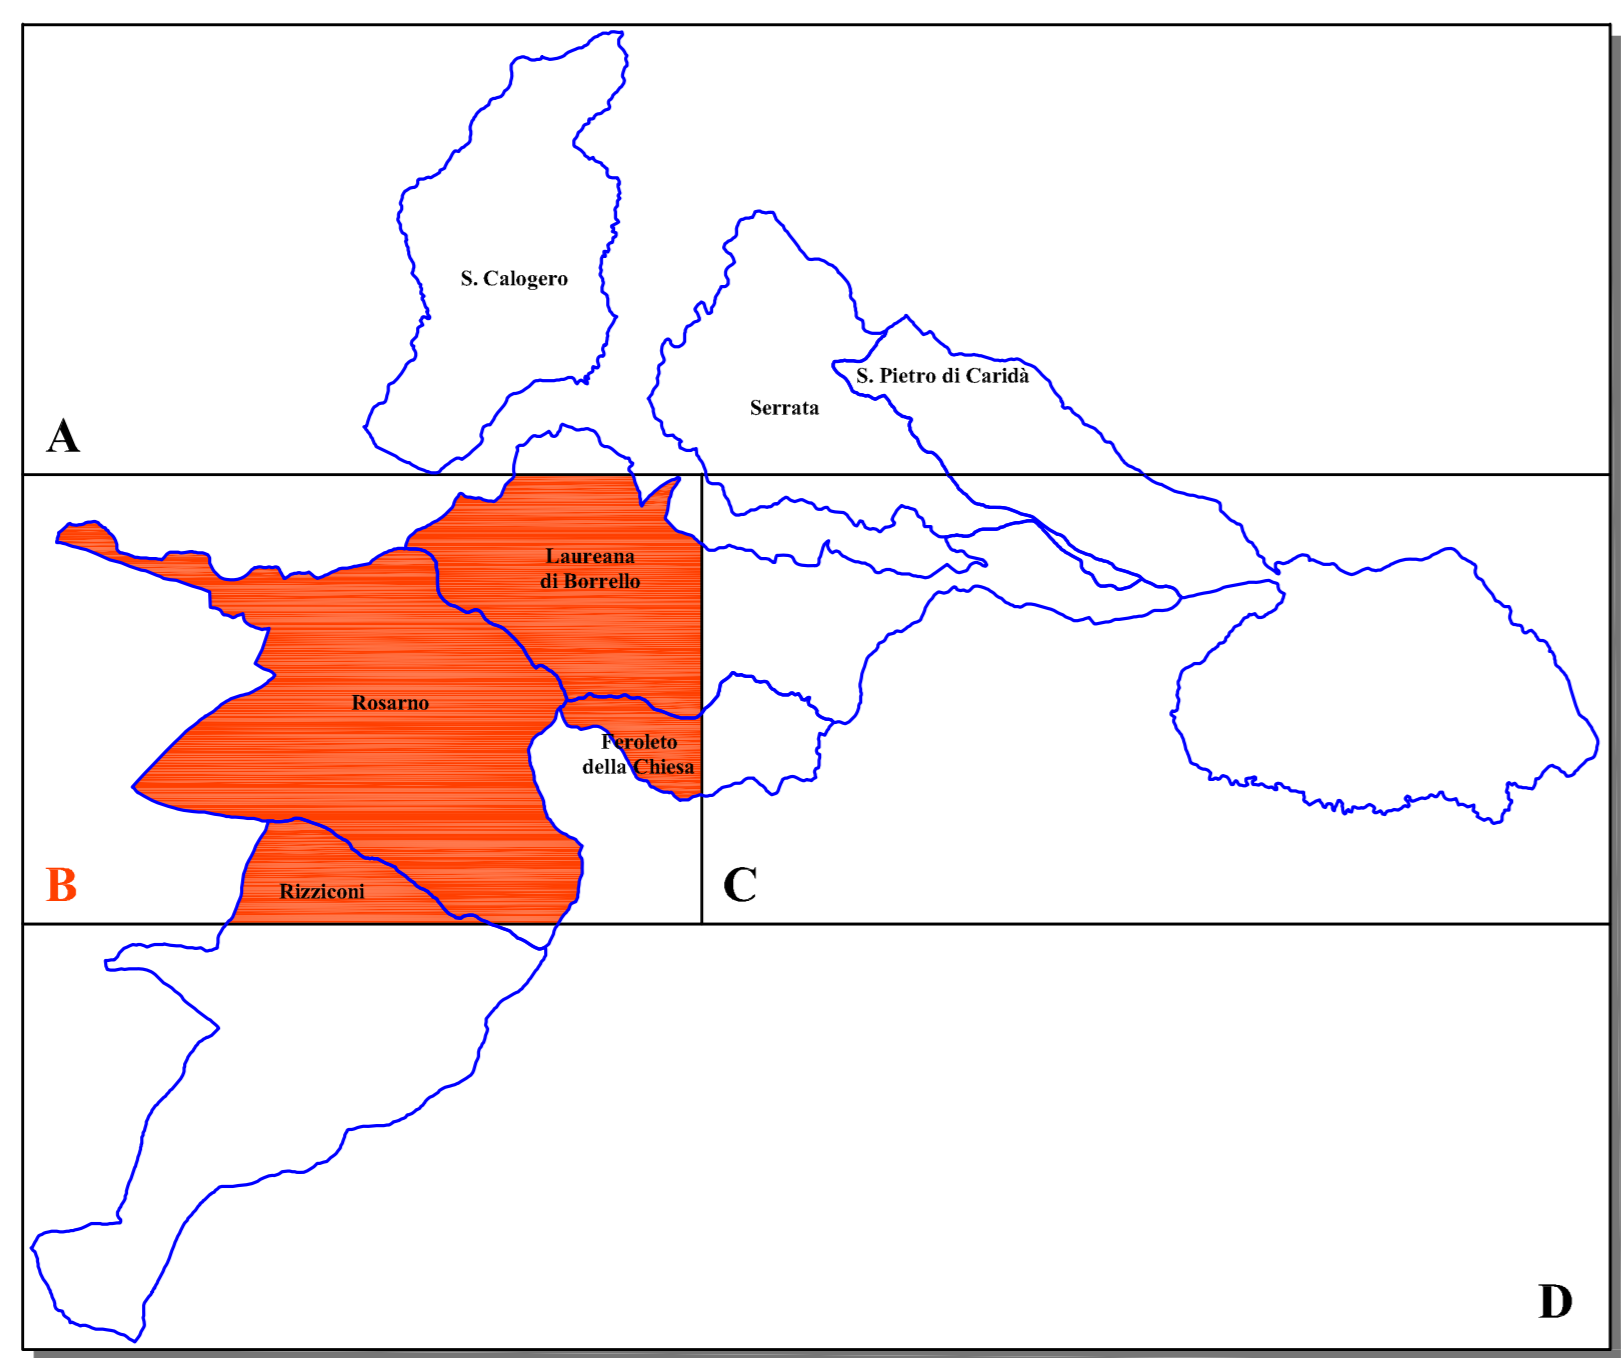 S. Calogero
S. Pietro di Caridà
Serrata
A
Laureana
di Borrello
Rosarno
Feroleto
della Chiesa
Rizziconi
B
C
D